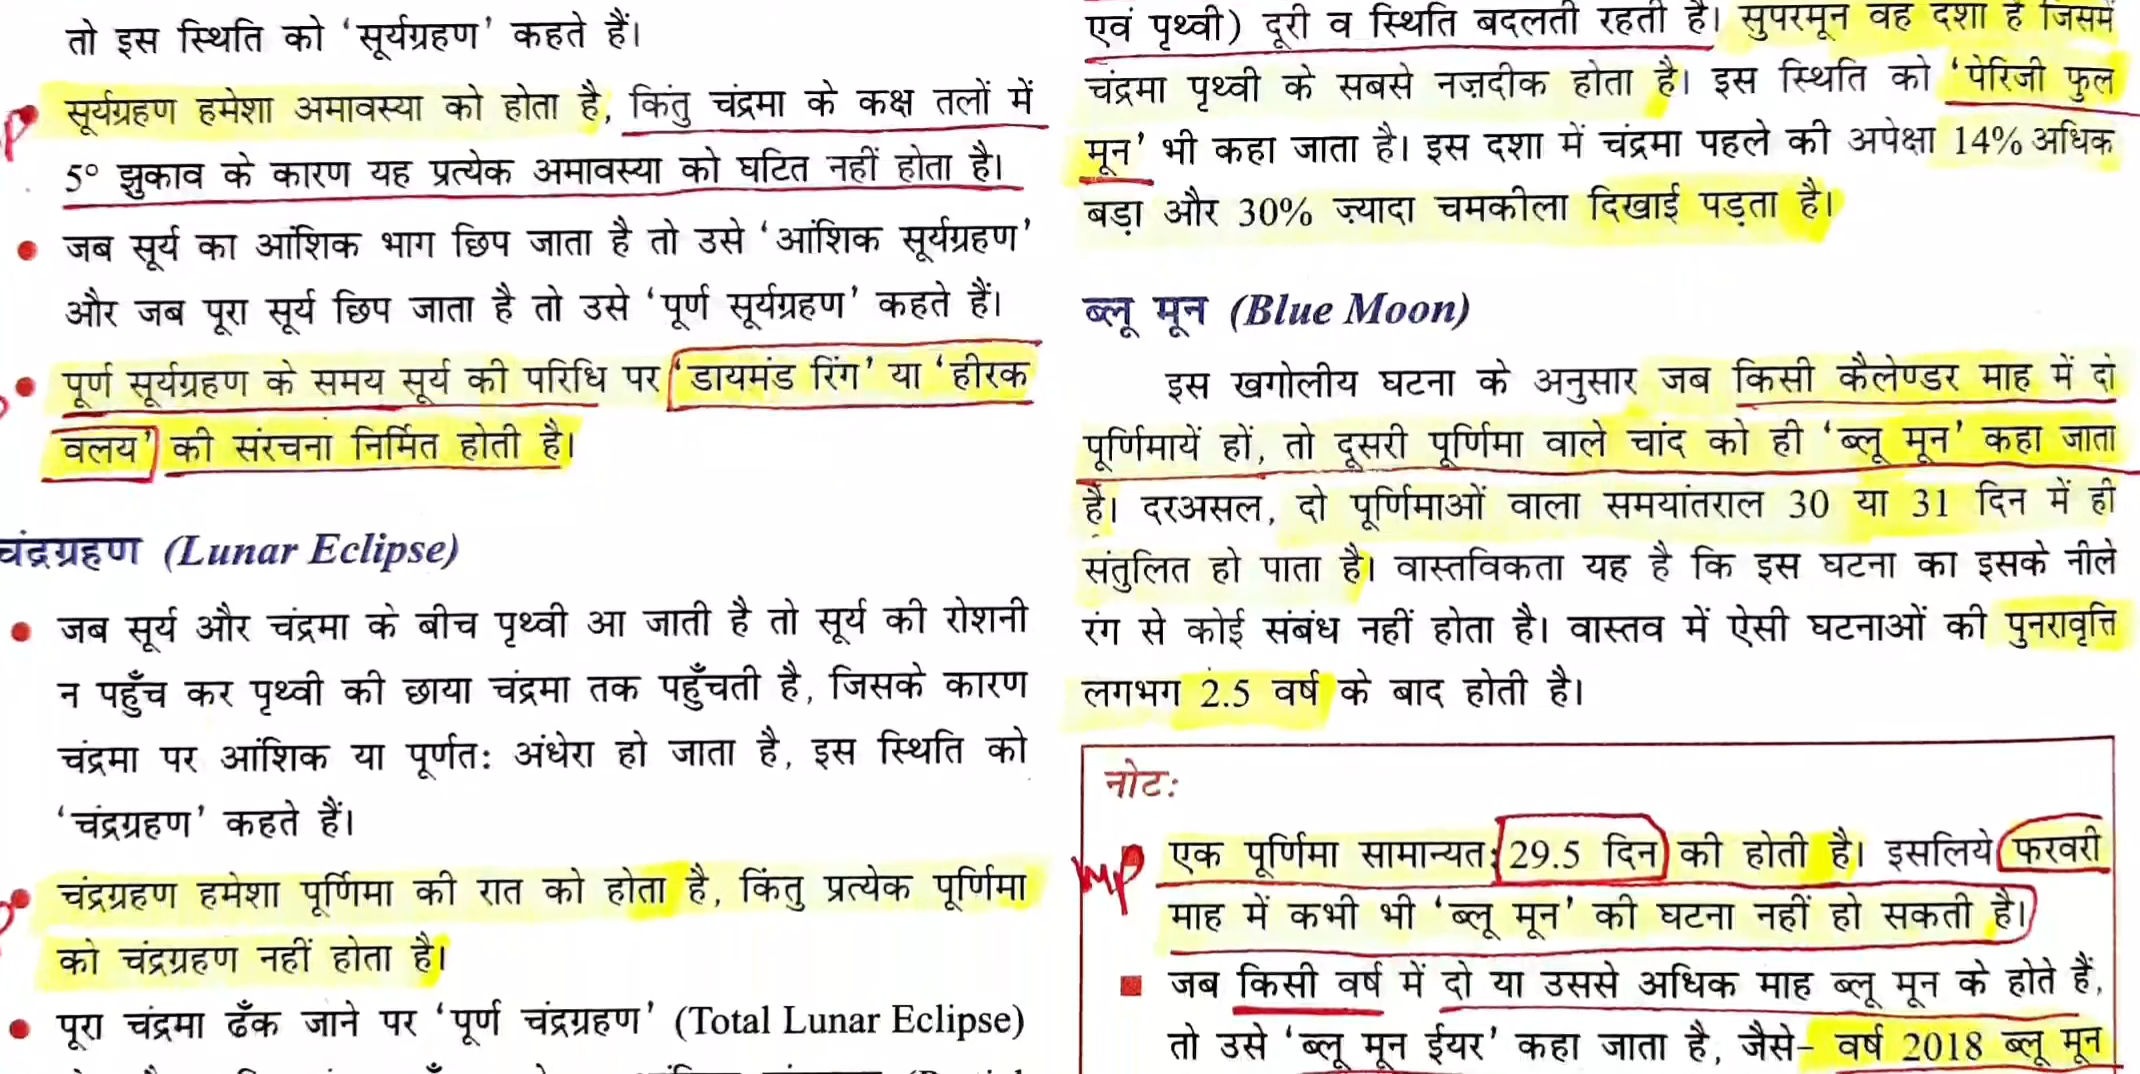 तो इस स्थिति को ‘सूर्यग्रहण’ कहते हैं।
सूर्यग्रहण हमेशा अमावस्या को होता है, किंतु चंद्रमा के कक्ष तलों में
5° झुकाव के कारण यह प्रत्येक अमावस्या को घटित नहीं होता है।
जब सूर्य का आंशिक भाग छिप जाता है तो उसे ‘आंशिक सूर्यग्रहण’
और जब पूरा सूर्य छिप जाता है तो उसे ‘पूर्ण सूर्यग्रहण’ कहते हैं।
पूर्ण सूर्यग्रहण के समय सूर्य की परिधि पर ‘डायमंड रिंग’ या ‘हीरक
वलय’ की संरचना निर्मित होती है।
चंद्रग्रहण (Lunar Eclipse)
जब सूर्य और चंद्रमा के बीच पृथ्वी आ जाती है तो सूर्य की रोशनी
न पहुँच कर पृथ्वी की छाया चंद्रमा तक पहुँचती है, जिसके कारण
चंद्रमा पर आंशिक या पूर्णत: अंधेरा हो जाता है, इस स्थिति को
‘चंद्रग्रहण’ कहते हैं।
चंद्रग्रहण हमेशा पूर्णिमा की रात को होता है, किंतु प्रत्येक पूर्णिमा
को चंद्रग्रहण नहीं होता है।
पूरा चंद्रमा ढँक जाने पर ‘पूर्ण चंद्रग्रहण’ (Total Lunar Eclipse)
एवं पृथ्वी) दूरी व स्थिति बदलती रहती है। सुपरमून वह दशा है जिसमें
चंद्रमा पृथ्वी के सबसे नज़दीक होता है। इस स्थिति को ‘पेरिजी फुल
मून’ भी कहा जाता है। इस दशा में चंद्रमा पहले की अपेक्षा 14% अधिक
बड़ा और 30% ज़्यादा चमकीला दिखाई पड़ता है।
ब्लू मून (Blue Moon)
इस खगोलीय घटना के अनुसार जब किसी कैलेण्डर माह में दो
पूर्णिमायें हों, तो दूसरी पूर्णिमा वाले चांद को ही ‘ब्लू मून’ कहा जाता
है। दरअसल, दो पूर्णिमाओं वाला समयांतराल 30 या 31 दिन में ही
संतुलित हो पाता है। वास्तविकता यह है कि इस घटना का इसके नीले
रंग से कोई संबंध नहीं होता है। वास्तव में ऐसी घटनाओं की पुनरावृत्ति
लगभग 2.5 वर्ष के बाद होती है।
नोट:
Imp एक पूर्णिमा सामान्यत: 29.5 दिन की होती है। इसलिये फरवरी
माह में कभी भी ‘ब्लू मून’ की घटना नहीं हो सकती है।
जब किसी वर्ष में दो या उससे अधिक माह ब्लू मून के होते हैं,
तो उसे ‘ब्लू मून ईयर’ कहा जाता है, जैसे– वर्ष 2018 ब्लू मून